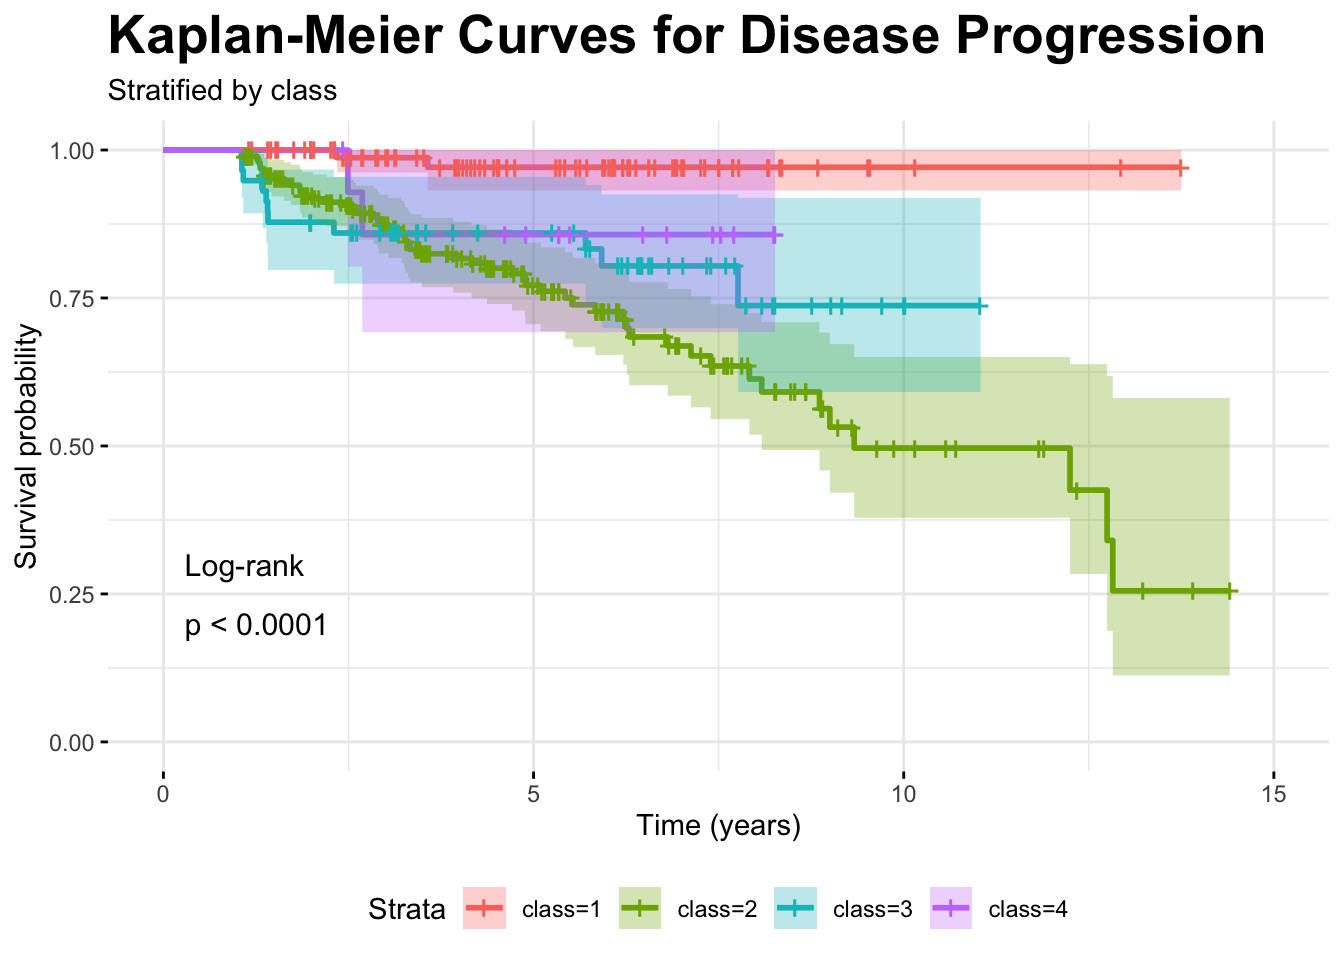 Kaplan-Meier Curves for Disease Progression
Stratified by class
1.00
0.75
0.50
0.25
0.00
Survival probability
Log-rank
p < 0.0001
0 5 10 15
Time (years)
Strata class=1 class=2 class=3 class=4